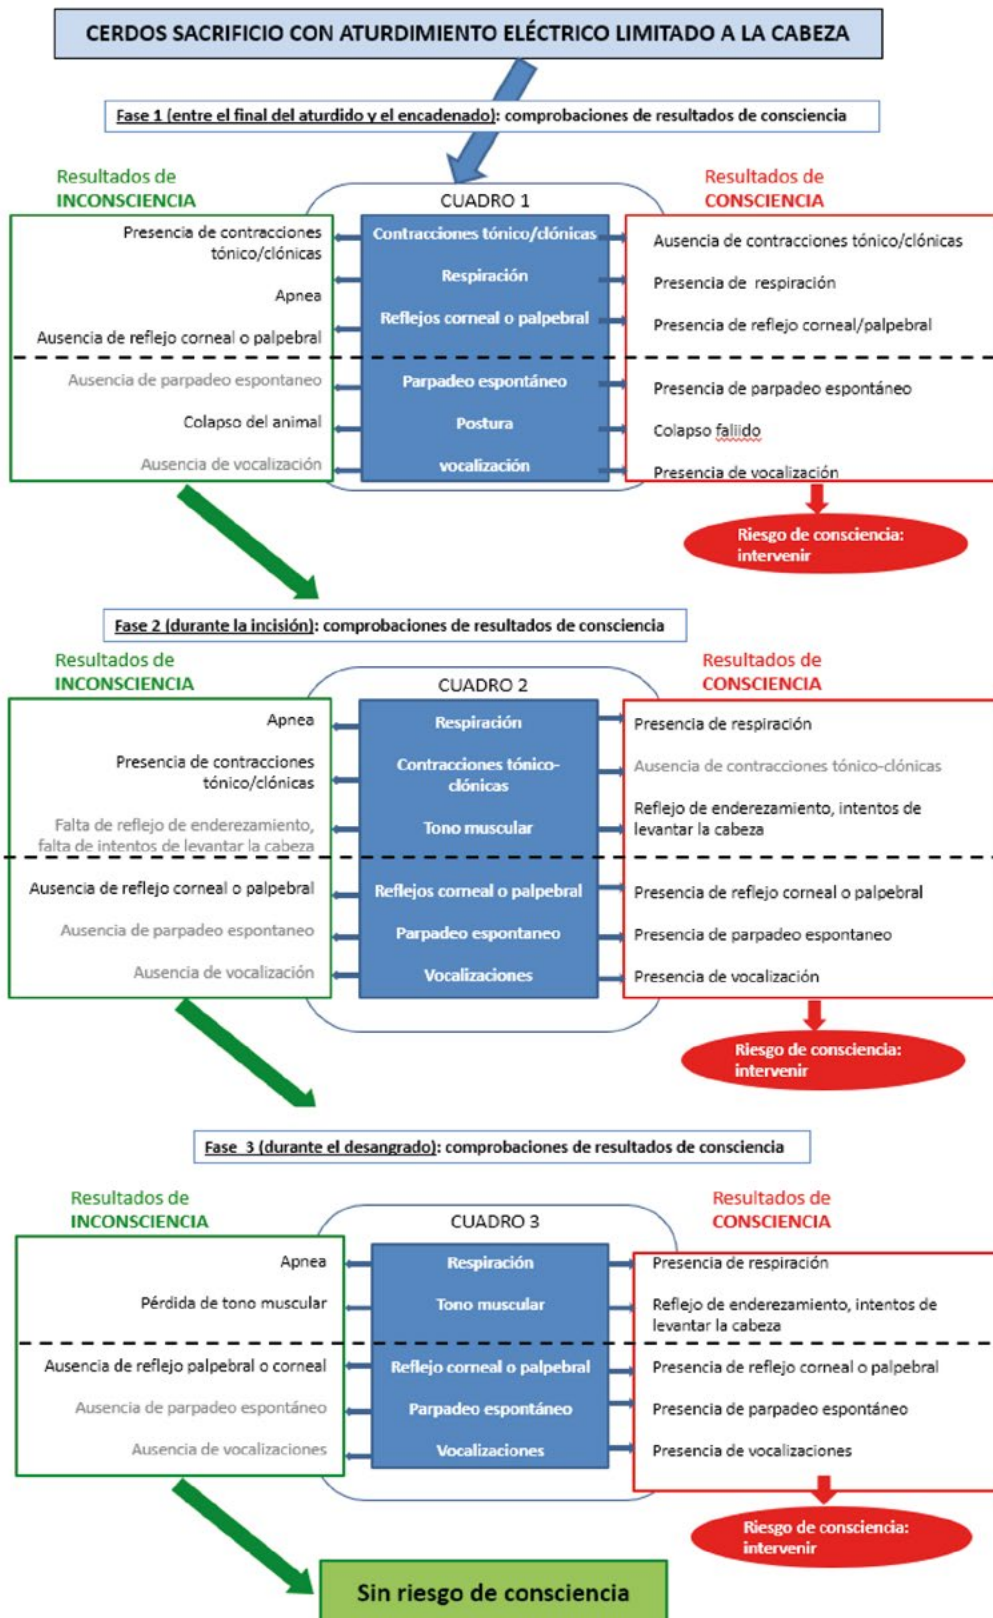 CERDOS SACRIFICIO CON ATURDIMIENTO ELÉCTRICO LIMITADO A LA CABEZA
Fase 1 (entre el final del aturdido y el encadenado): comprobaciones de resultados de consciencia
Resultados de
INCONSCIENCIA
CUADRO 1
Resultados de
CONSCIENCIA
Presencia de contracciones
tónico/clónicas
Contracciones tónico/clónicas
Ausencia de contracciones tónico/clónicas
Apnea
Respiración
Presencia de respiración
Ausencia de reflejo corneal o palpebral
Reflejos corneal o palpebral
Presencia de reflejo corneal/palpebral
Ausencia de parpadeo espontaneo
Parpadeo espontáneo
Presencia de parpadeo espontáneo
Colapso del animal
Postura
Colapso faliido
Ausencia de vocalización
vocalización
Presencia de vocalización
Riesgo de consciencia:
intervenir
Fase 2 (durante la incisión): comprobaciones de resultados de consciencia
Resultados de
INCONSCIENCIA
CUADRO 2
Resultados de
CONSCIENCIA
Apnea
Respiración
Presencia de respiración
Presencia de contracciones
tónico/clónicas
Contracciones tónico-
clónicas
Ausencia de contracciones tónico-clónicas
Falta de reflejo de enderezamiento,
falta de intentos de levantar la cabeza
Tono muscular
Reflejo de enderezamiento, intentos de
levantar la cabeza
Ausencia de reflejo corneal o palpebral
Reflejos corneal o palpebral
Presencia de reflejo corneal o palpebral
Ausencia de parpadeo espontaneo
Parpadeo espontaneo
Presencia de parpadeo espontaneo
Ausencia de vocalización
Vocalizaciones
Presencia de vocalización
Riesgo de consciencia:
intervenir
Fase 3 (durante el desangrado): comprobaciones de resultados de consciencia
Resultados de
INCONSCIENCIA
CUADRO 3
Resultados de
CONSCIENCIA
Apnea
Respiración
Presencia de respiración
Pérdida de tono muscular
Tono muscular
Reflejo de enderezamiento, intentos de
levantar la cabeza
Ausencia de reflejo palpebral o corneal
Reflejo corneal o palpebral
Presencia de reflejo corneal o palpebral
Ausencia de parpadeo espontáneo
Parpadeo espontáneo
Presencia de parpadeo espontáneo
Ausencia de vocalizaciones
Vocalizaciones
Presencia de vocalizaciones
Riesgo de consciencia:
intervenir
Sin riesgo de consciencia